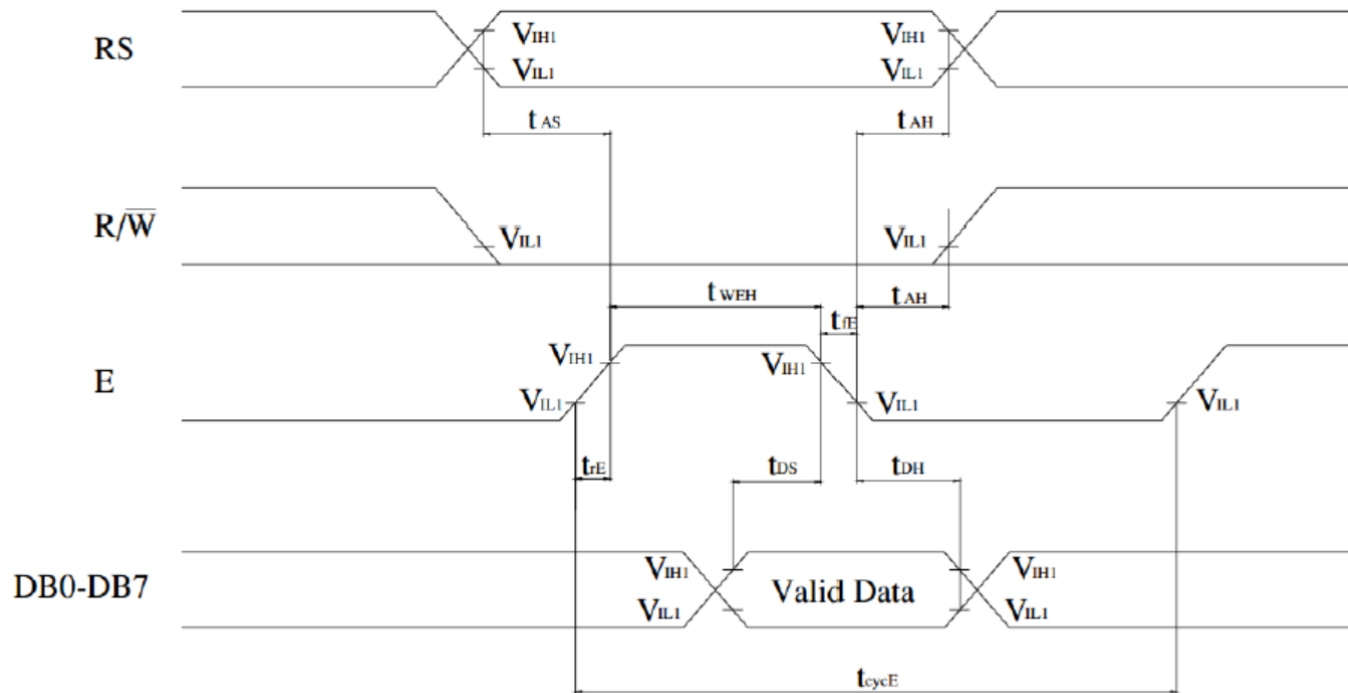 RS
VIH1
VIL1
VIH1
VIL1
tAS
tAH
R/W̅
VIL1
VIL1
tWEH
tAH
tfE
E
VIH1
VIL1
VIH1
VIL1
VIL1
trE
tDS
tDH
DB0-DB7
VIH1
VIL1
Valid Data
VIH1
VIL1
tcycE